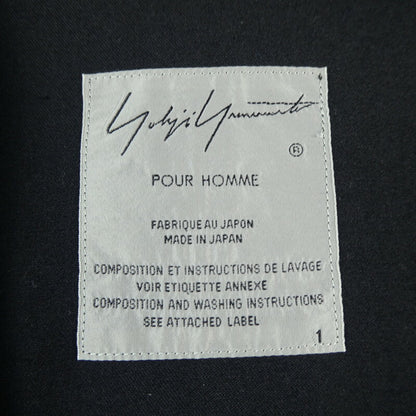 Yohji Yamamoto
®
POUR HOMME
FABRIQUE AU JAPON
MADE IN JAPAN
COMPOSITION ET INSTRUCTIONS DE LAVAGE
VOIR ETIQUETTE ANNEXE
COMPOSITION AND WASHING INSTRUCTIONS
SEE ATTACHED LABEL
1